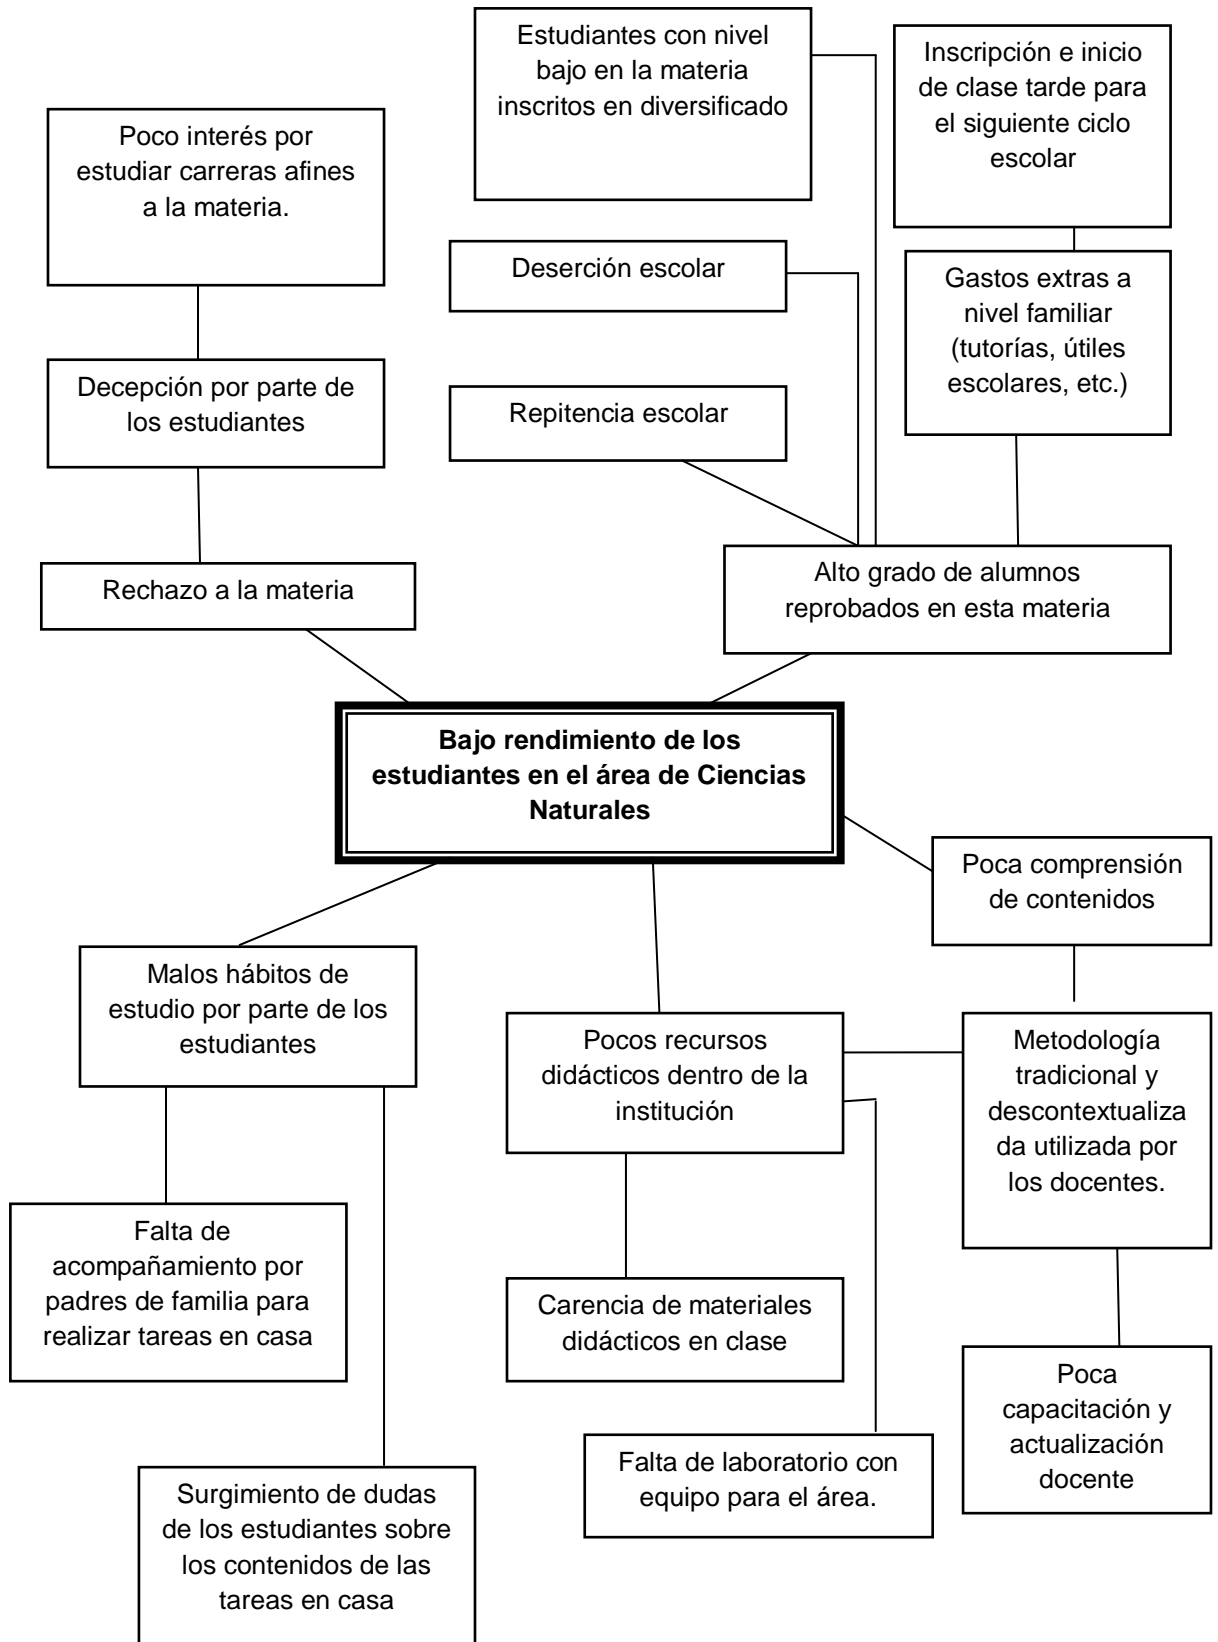 Estudiantes con nivel
bajo en la materia
inscritos en diversificado
Inscripción e inicio
de clase tarde para
el siguiente ciclo
escolar
Poco interés por
estudiar carreras afines
a la materia.
Deserción escolar
Gastos extras a
nivel familiar
(tutorías, útiles
escolares, etc.)
Decepción por parte de
los estudiantes
Repitencia escolar
Rechazo a la materia
Alto grado de alumnos
reprobados en esta materia
Bajo rendimiento de los
estudiantes en el área de Ciencias
Naturales
Poca comprensión
de contenidos
Malos hábitos de
estudio por parte de los
estudiantes
Pocos recursos
didácticos dentro de la
institución
Metodología
tradicional y
descontextualiza
da utilizada por
los docentes.
Falta de
acompañamiento por
padres de familia para
realizar tareas en casa
Carencia de materiales
didácticos en clase
Poca
capacitación y
actualización
docente
Falta de laboratorio con
equipo para el área.
Surgimiento de dudas
de los estudiantes sobre
los contenidos de las
tareas en casa